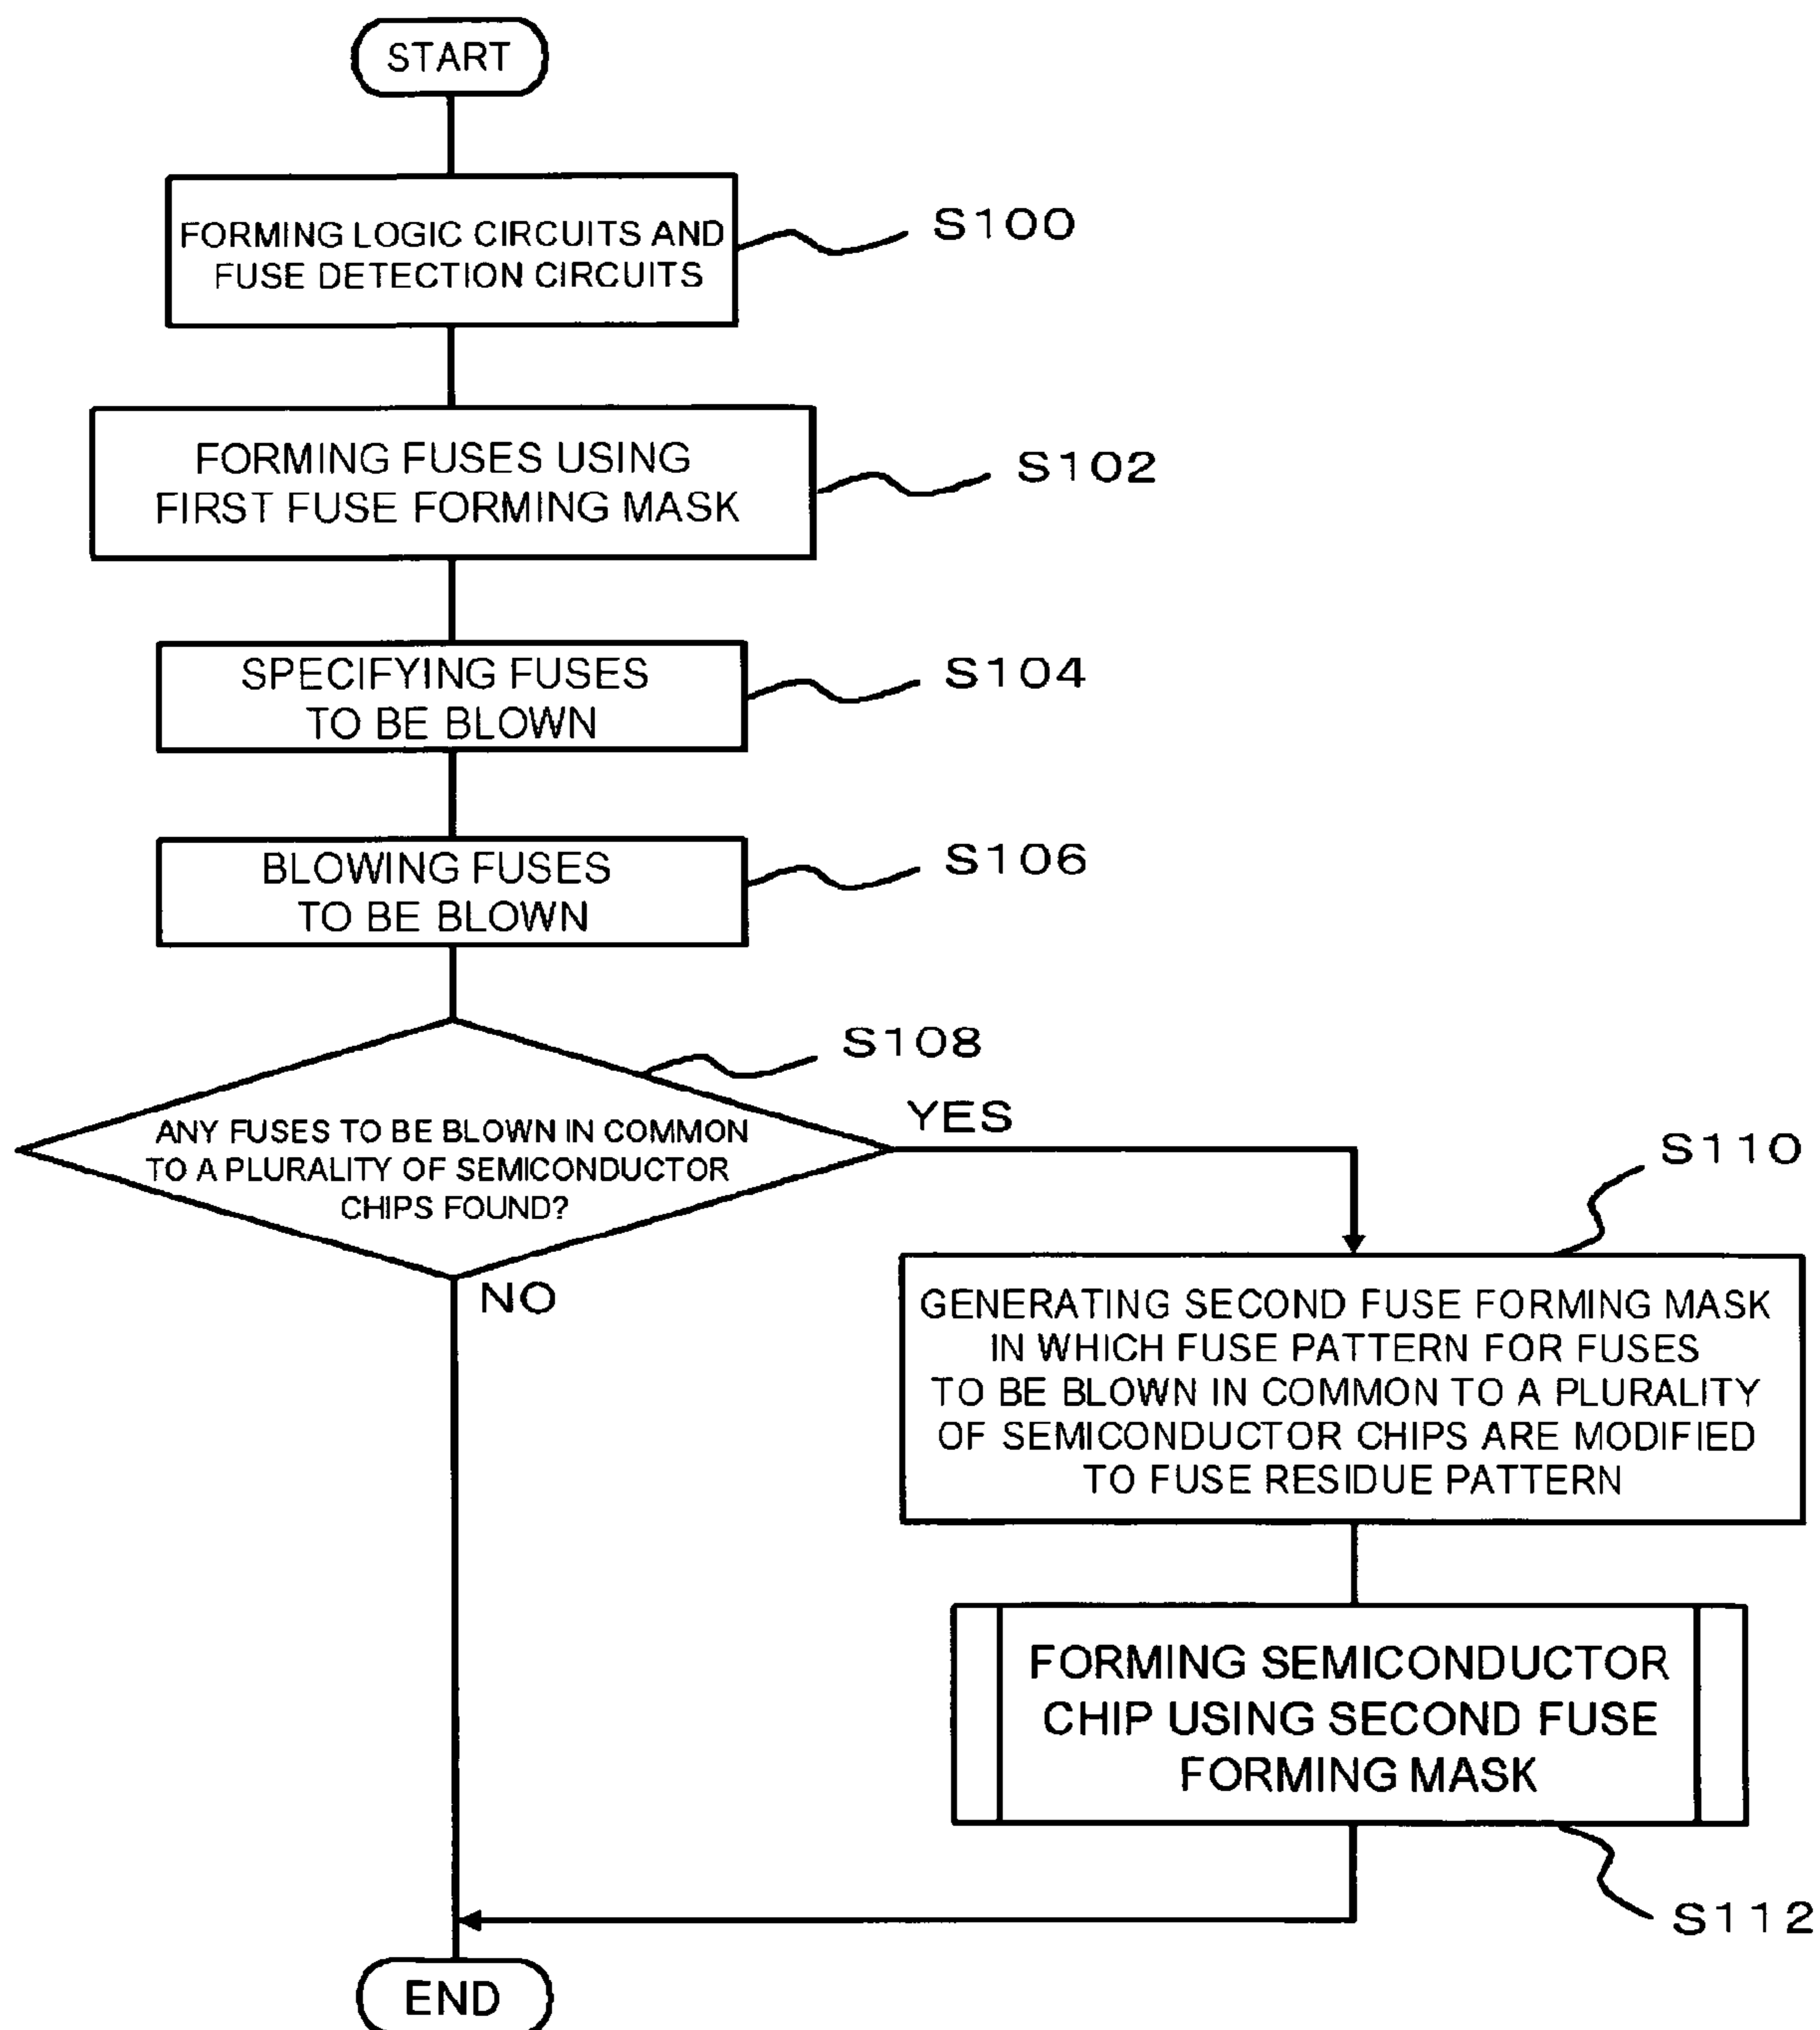 START
FORMING LOGIC CIRCUITS AND
FUSE DETECTION CIRCUITS
S100
FORMING FUSES USING
FIRST FUSE FORMING MASK
S102
SPECIFYING FUSES
TO BE BLOWN
S104
BLOWING FUSES
TO BE BLOWN
S106
S108
ANY FUSES TO BE BLOWN IN COMMON
TO A PLURALITY OF SEMICONDUCTOR
CHIPS FOUND?
YES
NO
S110
GENERATING SECOND FUSE FORMING MASK
IN WHICH FUSE PATTERN FOR FUSES
TO BE BLOWN IN COMMON TO A PLURALITY
OF SEMICONDUCTOR CHIPS ARE MODIFIED
TO FUSE RESIDUE PATTERN
FORMING SEMICONDUCTOR
CHIP USING SECOND FUSE
FORMING MASK
S112
END